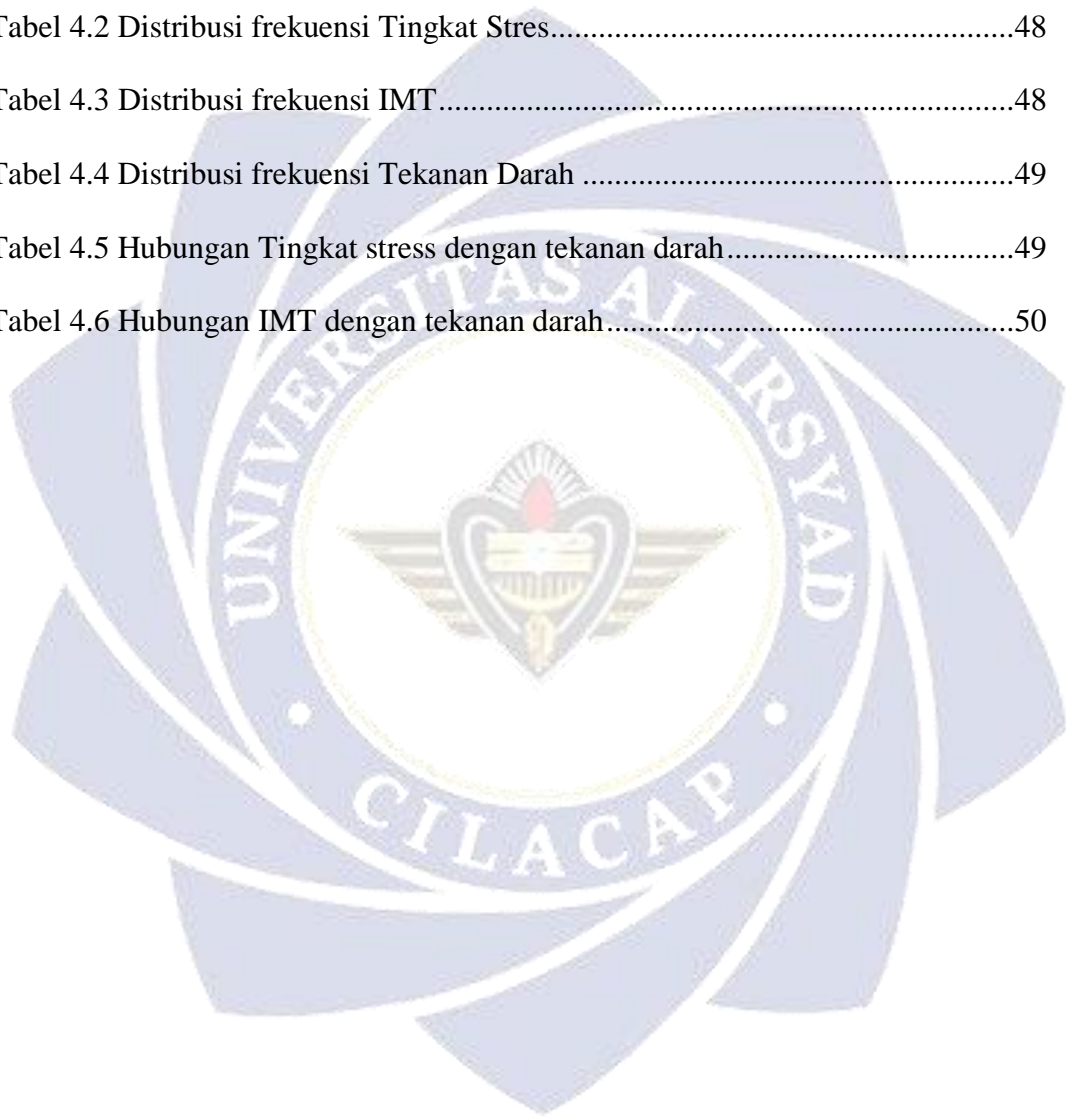 Tabel 4.2 Distribusi frekuensi Tingkat Stres..........................................................48
Tabel 4.3 Distribusi frekuensi IMT........................................................................48
Tabel 4.4 Distribusi frekuensi Tekanan Darah ......................................................49
Tabel 4.5 Hubungan Tingkat stress dengan tekanan darah....................................49
Tabel 4.6 Hubungan IMT dengan tekanan darah...................................................50
UNIVERSITAS AL-IRSYAD
CILACAP